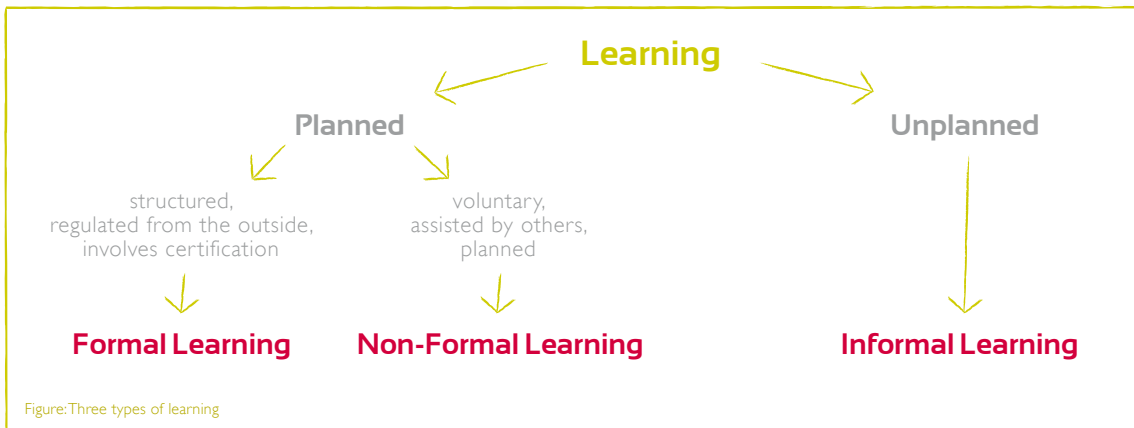 Learning
Planned
Unplanned
structured,
regulated from the outside,
involves certification
voluntary,
assisted by others,
planned
Formal Learning
Non-Formal Learning
Informal Learning
Figure: Three types of learning